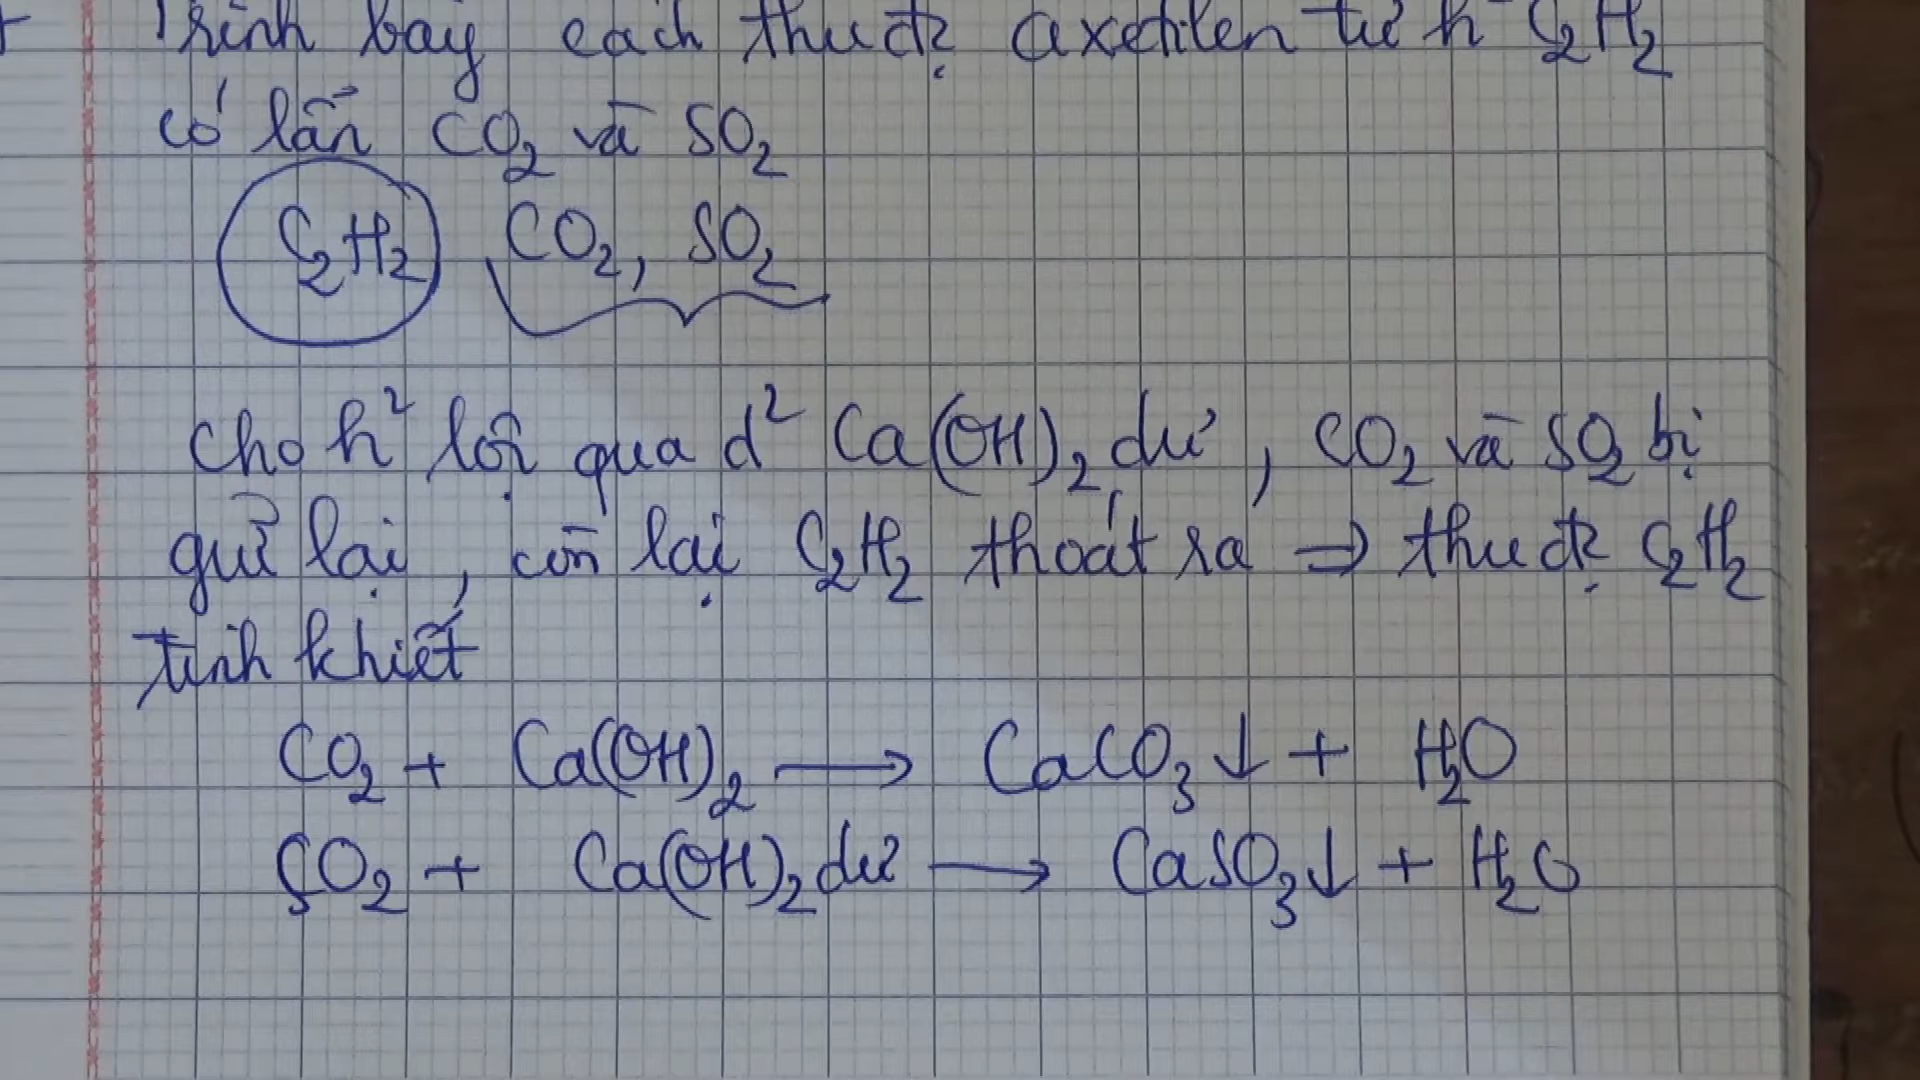 Trình bày cách thu đc axetilen từ h² C₂H₂
có lẫn CO₂ và SO₂
C₂H₂ CO₂, SO₂
Cho h² lội qua d² Ca(OH)₂ dư, CO₂ và SO₂ bị
giữ lại, còn lại C₂H₂ thoát ra ⇒ thu đc C₂H₂
tinh khiết
CO₂ + Ca(OH)₂ → CaCO₃↓ + H₂O
SO₂ + Ca(OH)₂ dư → CaSO₃↓ + H₂O